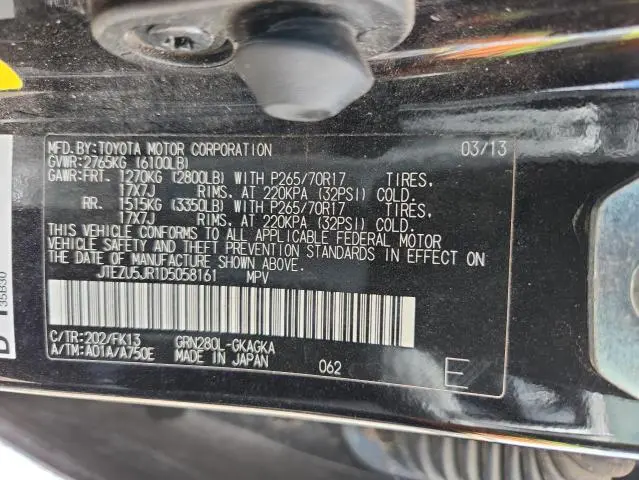 MFD.BY:TOYOTA MOTOR CORPORATION 03/13
GVWR:2765KG (6100LB)
GAWR:FRT. 1270KG (2800LB) WITH P265/70R17 TIRES,
17X7J RIMS, AT 220KPA (32PSI) COLD.
RR. 1515KG (3350LB) WITH P265/70R17 TIRES,
17X7J RIMS, AT 220KPA (32PSI) COLD.
THIS VEHICLE CONFORMS TO ALL APPLICABLE FEDERAL MOTOR
VEHICLE SAFETY AND THEFT PREVENTION STANDARDS IN EFFECT ON
THE DATE OF MANUFACTURE SHOWN ABOVE.
JTEZU5JR1D5058161 MPV
C/TR:202/FK13 GRN280L-GKAGKA
A/TM:A01A/A750E MADE IN JAPAN 062 E
35B30